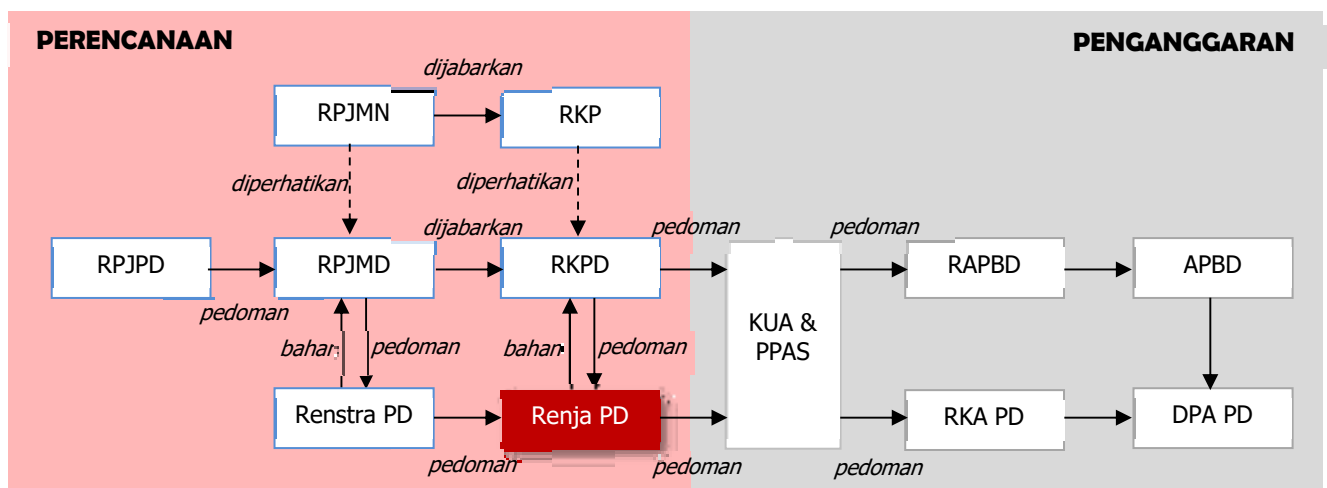 PERENCANAAN
PENGANGGARAN
dijabarkan
RPJMN
RKP
diperhatikan
diperhatikan
dijabarkan
pedoman
pedoman
RPJPD
RPJMD
RKPD
RAPBD
APBD
pedoman
KUA &
PPAS
bahan
pedoman
bahan
pedoman
Renstra PD
Renja PD
RKA PD
DPA PD
pedoman
pedoman
pedoman